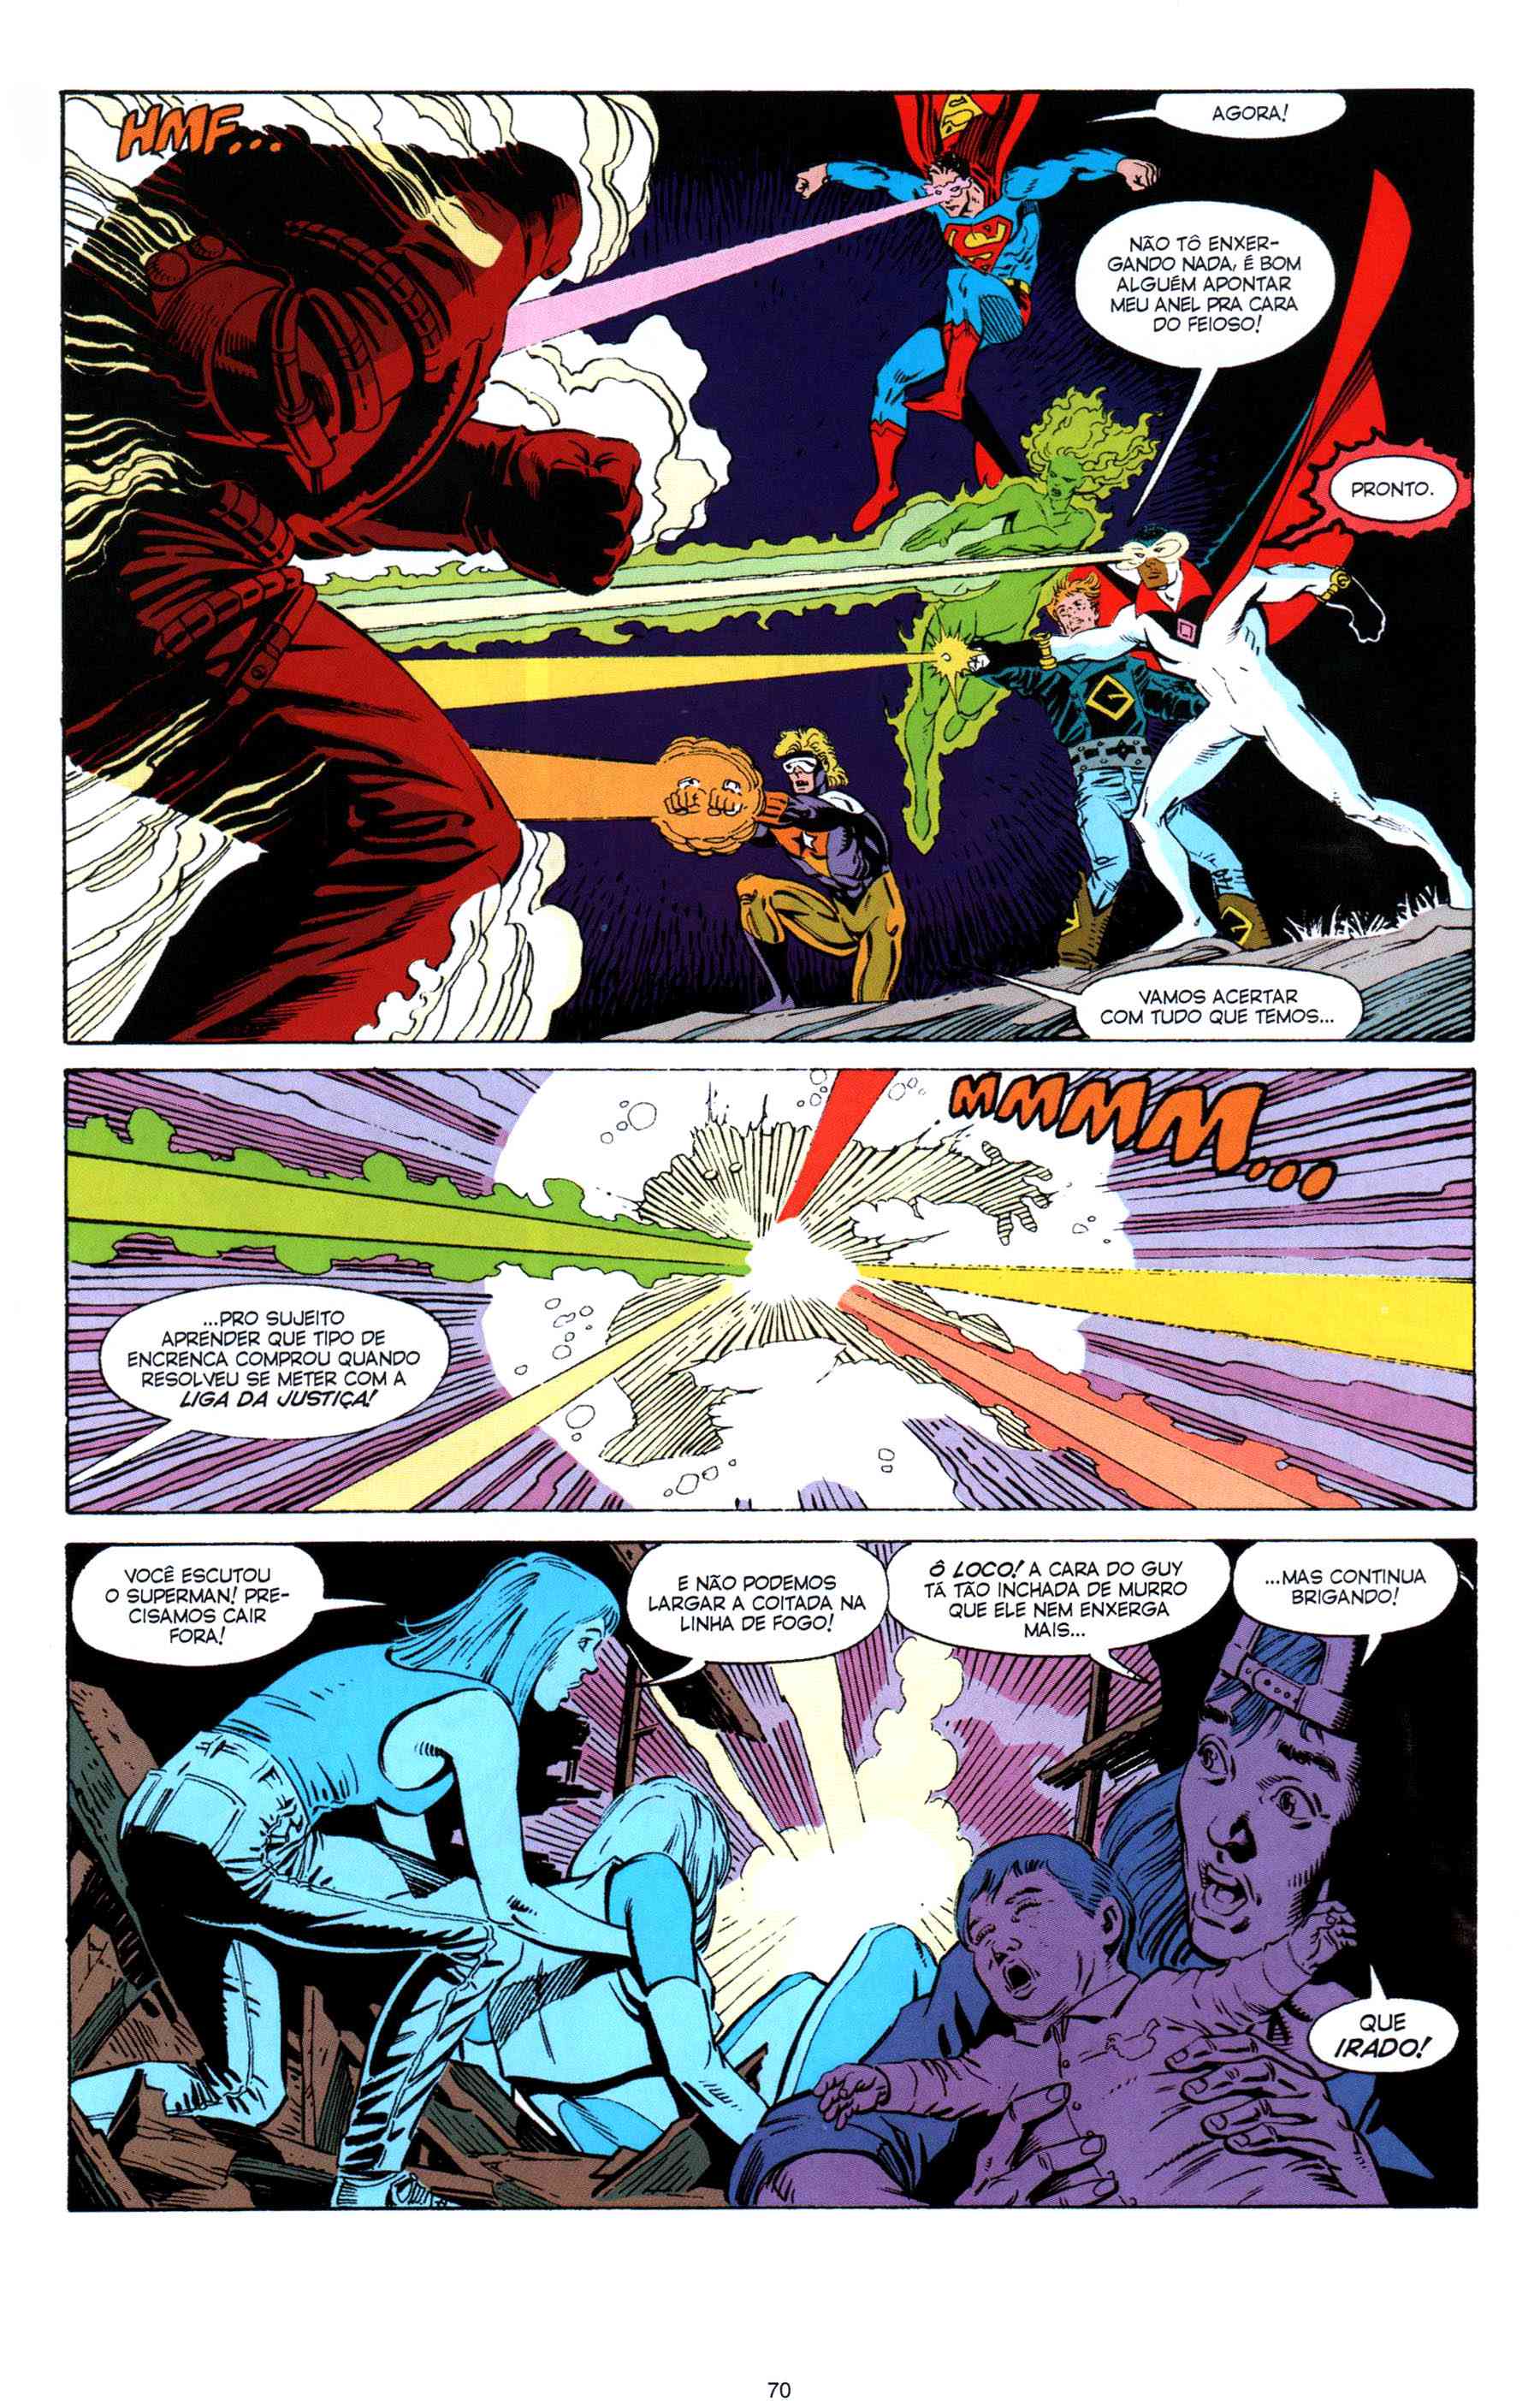 HMF...
AGORA!
NÃO TÔ ENXER-
GANDO NADA, É BOM
ALGUÉM APONTAR
MEU ANEL PRA CARA
DO FEIOSO!
PRONTO.
VAMOS ACERTAR
COM TUDO QUE TEMOS...
MMMMM...
...PRO SUJEITO
APRENDER QUE TIPO DE
ENCRENCA COMPROU QUANDO
RESOLVEU SE METER COM A
LIGA DA JUSTIÇA!
VOCÊ ESCUTOU
O SUPERMAN! PRE-
CISAMOS CAIR
FORA!
E NÃO PODEMOS
LARGAR A COITADA NA
LINHA DE FOGO!
Ô LOCO! A CARA DO GUY
TÁ TÃO INCHADA DE MURRO
QUE ELE NEM ENXERGA
MAIS...
...MAS CONTINUA
BRIGANDO!
QUE
IRADO!
70